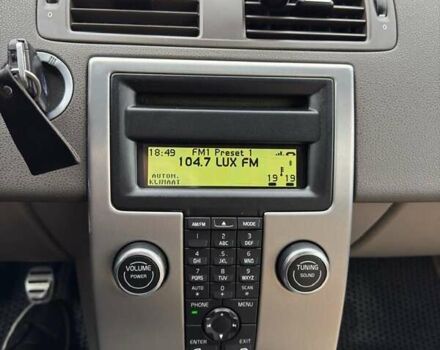 18:49 FM1 Preset 1
104.7 LUX FM
AUTOM.
KLIMAAT 19 19
AM/FM
1 2 ABC 3 DEF
4 GHI 5 JKL 6 MNO
7 PQRS 8 TUV 9 WXYZ
AUTO 0 SCAN
PHONE MENU
ENTER EXIT
VOLUME
POWER
TUNING
SOUND